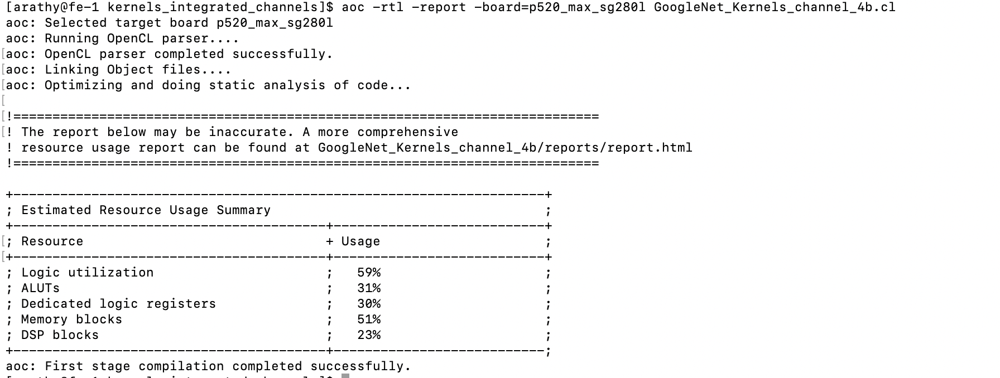 [arathy@fe-1 kernels_integrated_channels]$ aoc -rtl -report -board=p520_max_sg280l GoogleNet_Kernels_channel_4b.cl
aoc: Selected target board p520_max_sg280l
aoc: Running OpenCL parser....
[aoc: OpenCL parser completed successfully.
[aoc: Linking Object files....
[aoc: Optimizing and doing static analysis of code...
[
[!===========================================================================
[! The report below may be inaccurate. A more comprehensive
! resource usage report can be found at GoogleNet_Kernels_channel_4b/reports/report.html
!===========================================================================
+--------------------------------------------------------------------+
; Estimated Resource Usage Summary ;
+----------------------------------------+---------------------------+
[; Resource + Usage ;
[+----------------------------------------+---------------------------+
; Logic utilization ; 59% ;
; ALUTs ; 31% ;
; Dedicated logic registers ; 30% ;
; Memory blocks ; 51% ;
; DSP blocks ; 23% ;
+----------------------------------------+---------------------------;
aoc: First stage compilation completed successfully.